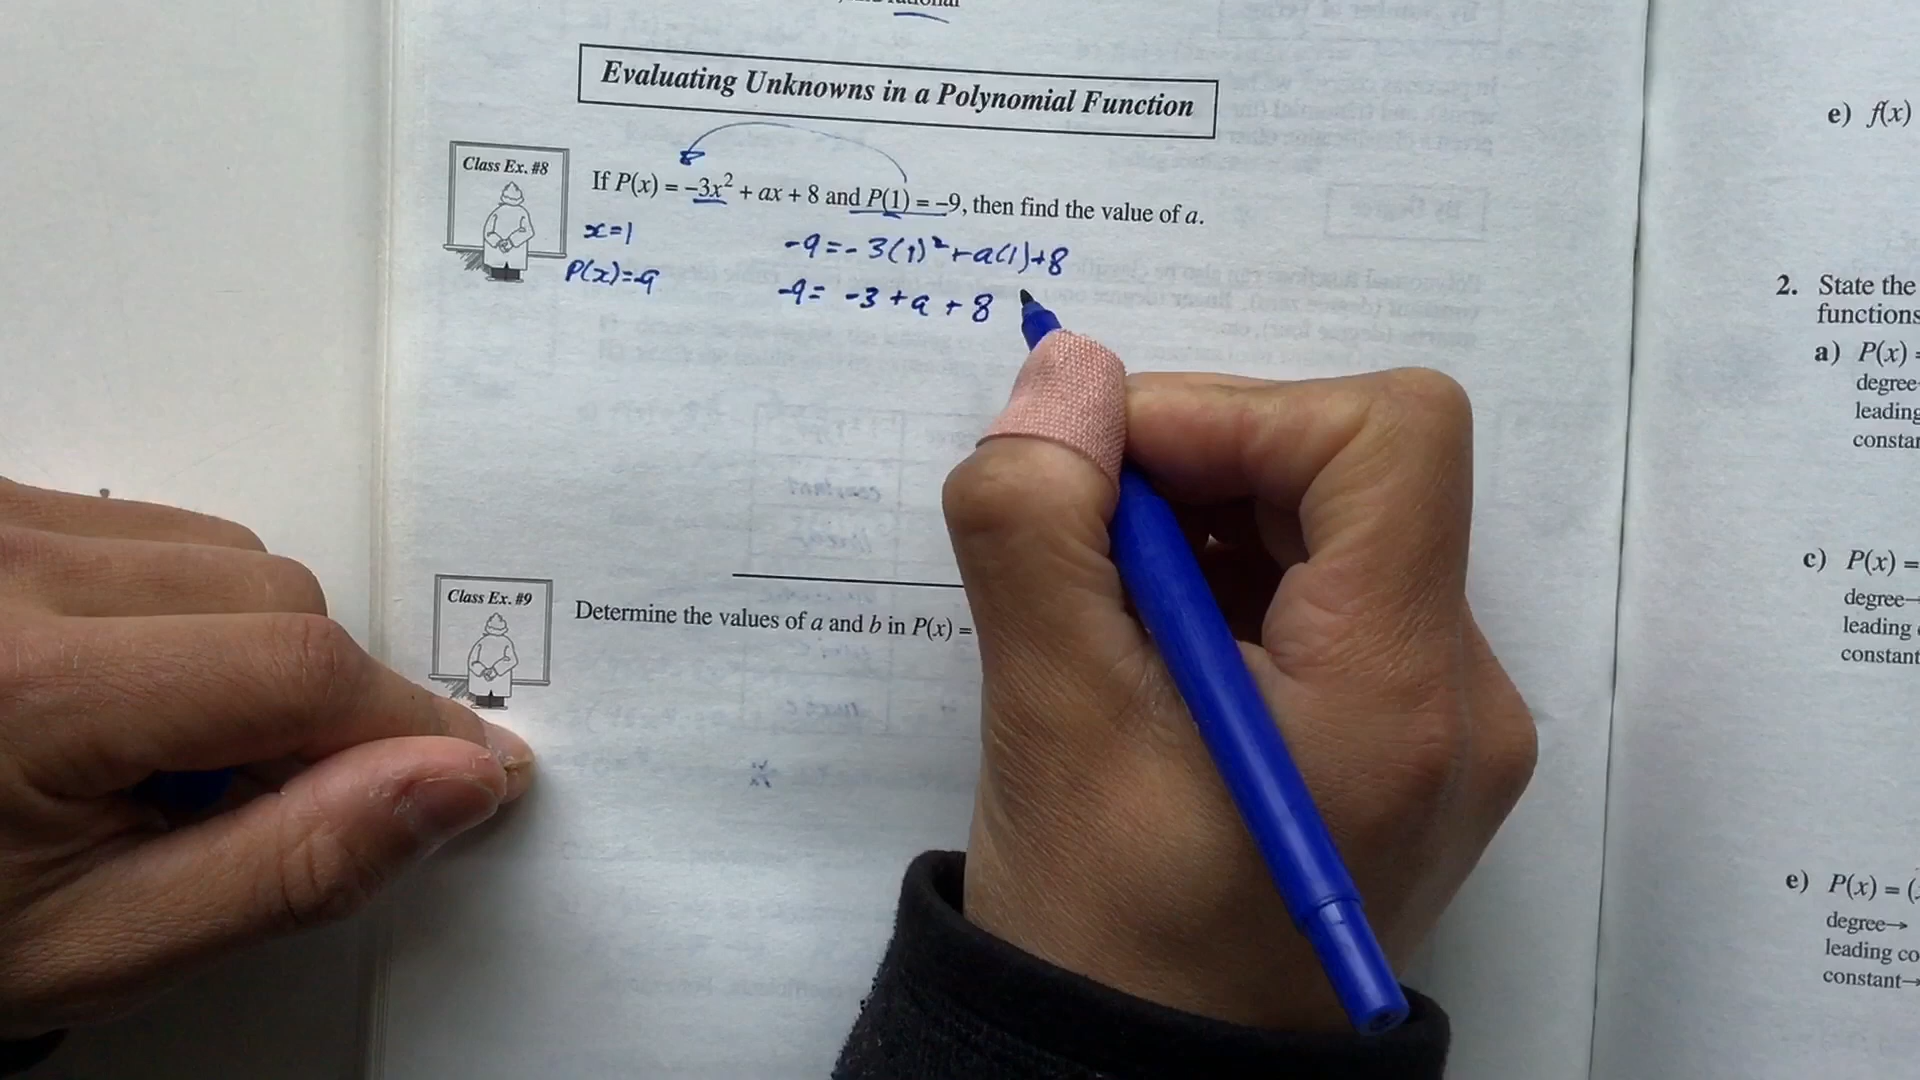 rational
Evaluating Unknowns in a Polynomial Function
Class Ex. #8
If P(x) = −3x² + ax + 8 and P(1) = −9, then find the value of a.
x=1
P(x)=-9
-9=-3(1)²+a(1)+8
-9= -3 +a + 8
Class Ex. #9
Determine the values of a and b in P(x) =
e) f(x)
2. State the
functions
a) P(x) =
degree
leading
c) P(x) =
degree→
leading
constant
e) P(x) = (
degree→
leading co
constant→